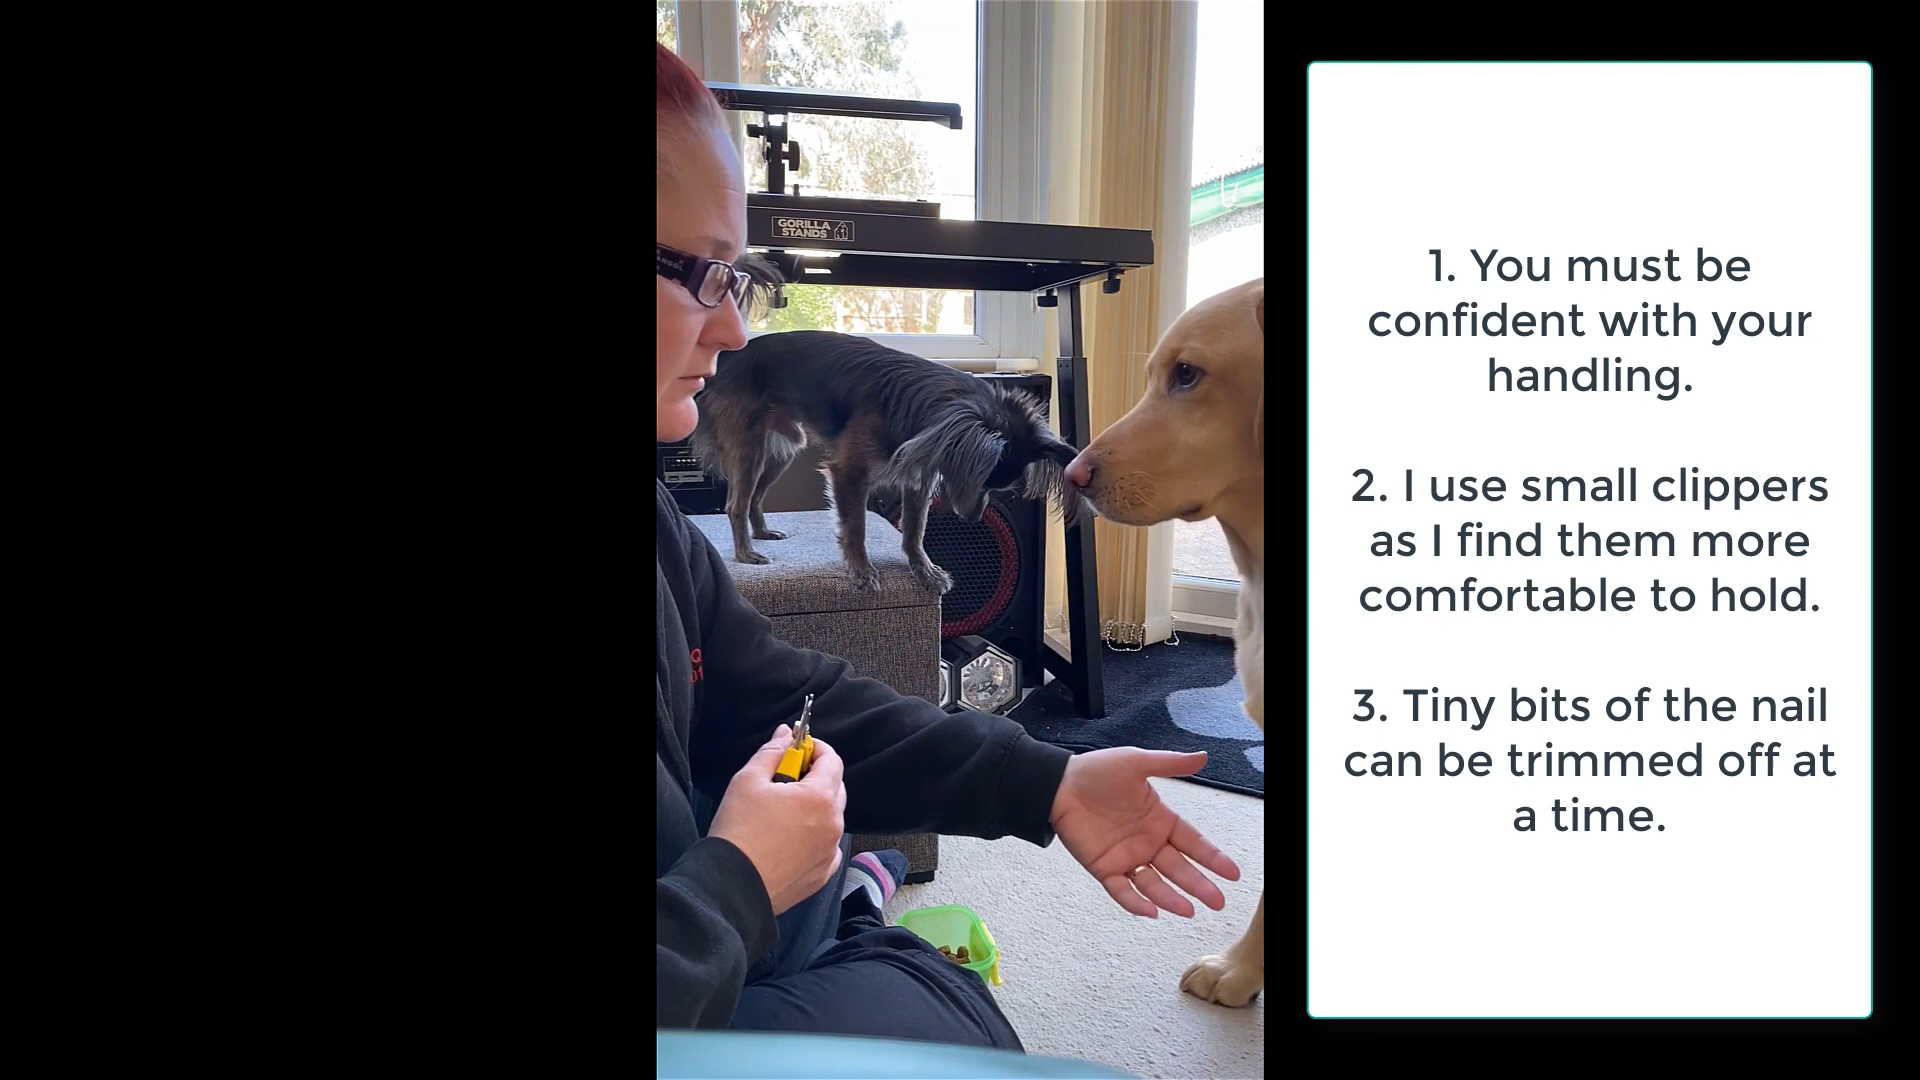 GORILLA
STANDS
1. You must be
confident with your
handling.
2. I use small clippers
as I find them more
comfortable to hold.
3. Tiny bits of the nail
can be trimmed off at
a time.